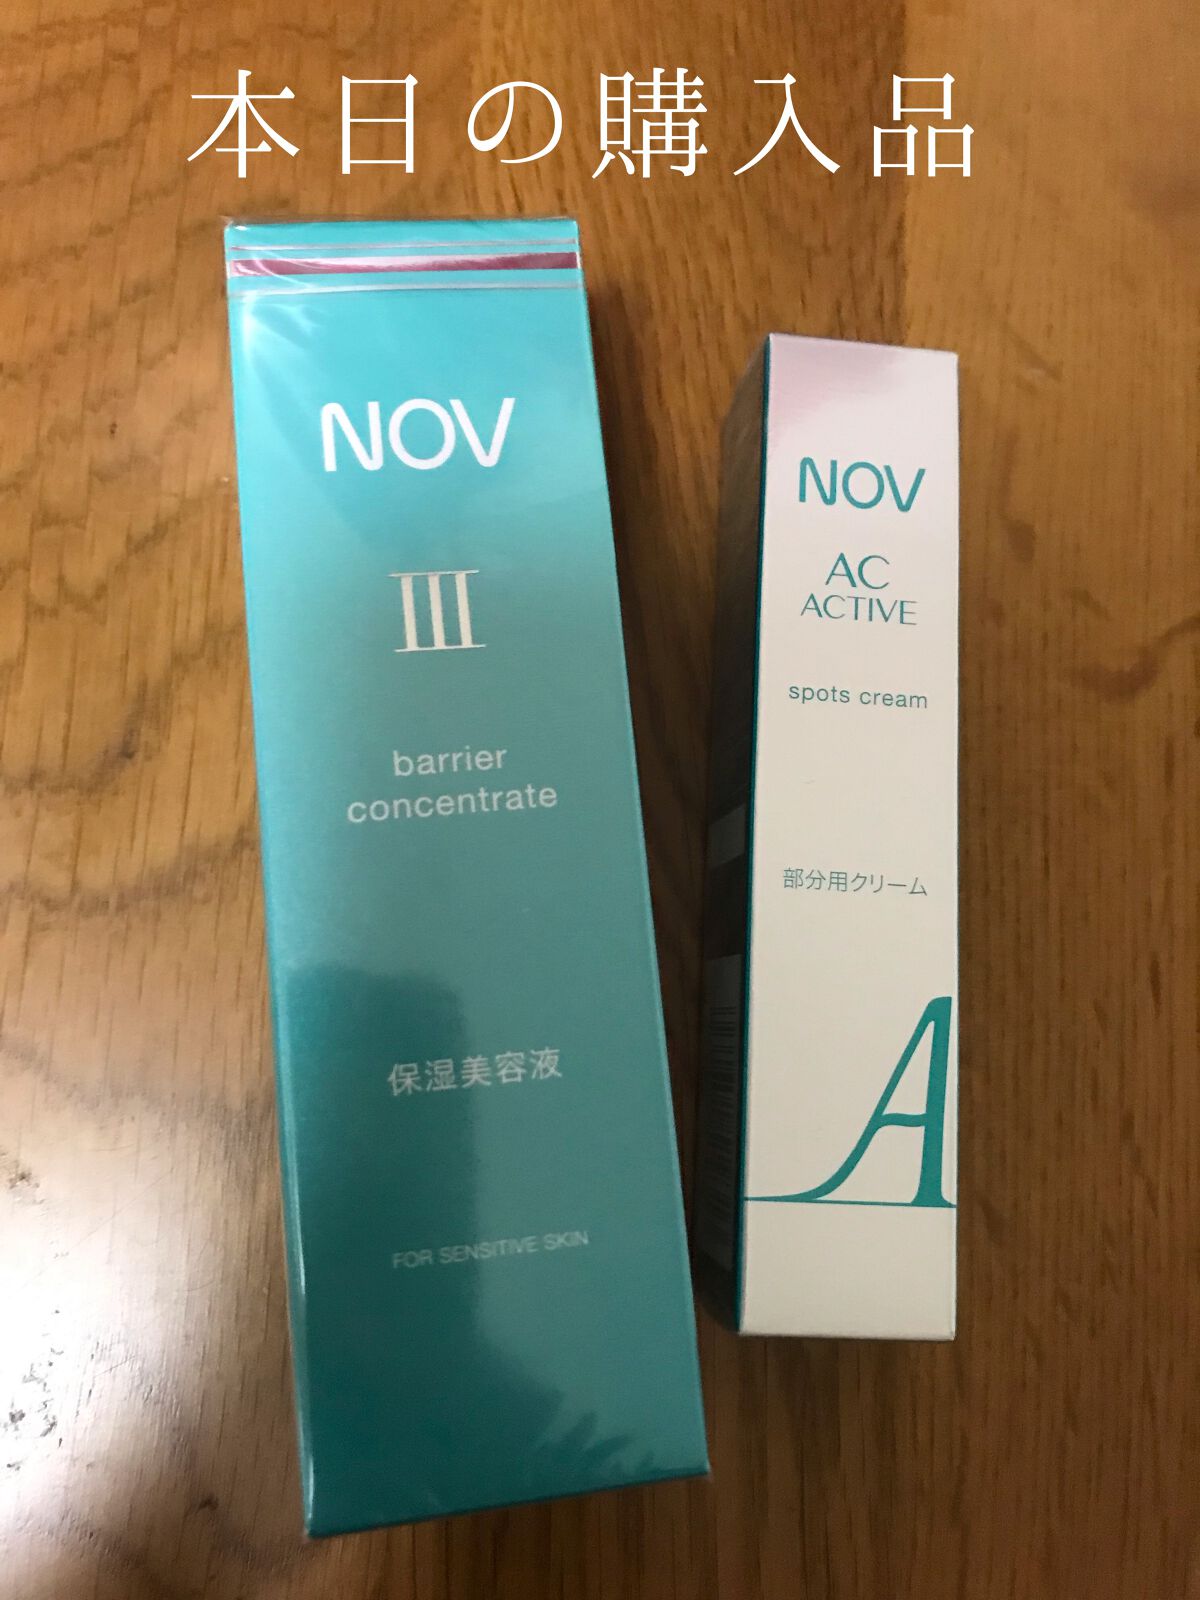 本日の購入品
NOV
III
barrier
concentrate
保湿美容液
FOR SENSITIVE SKIN
NOV
AC
ACTIVE
spots cream
部分用クリーム
A